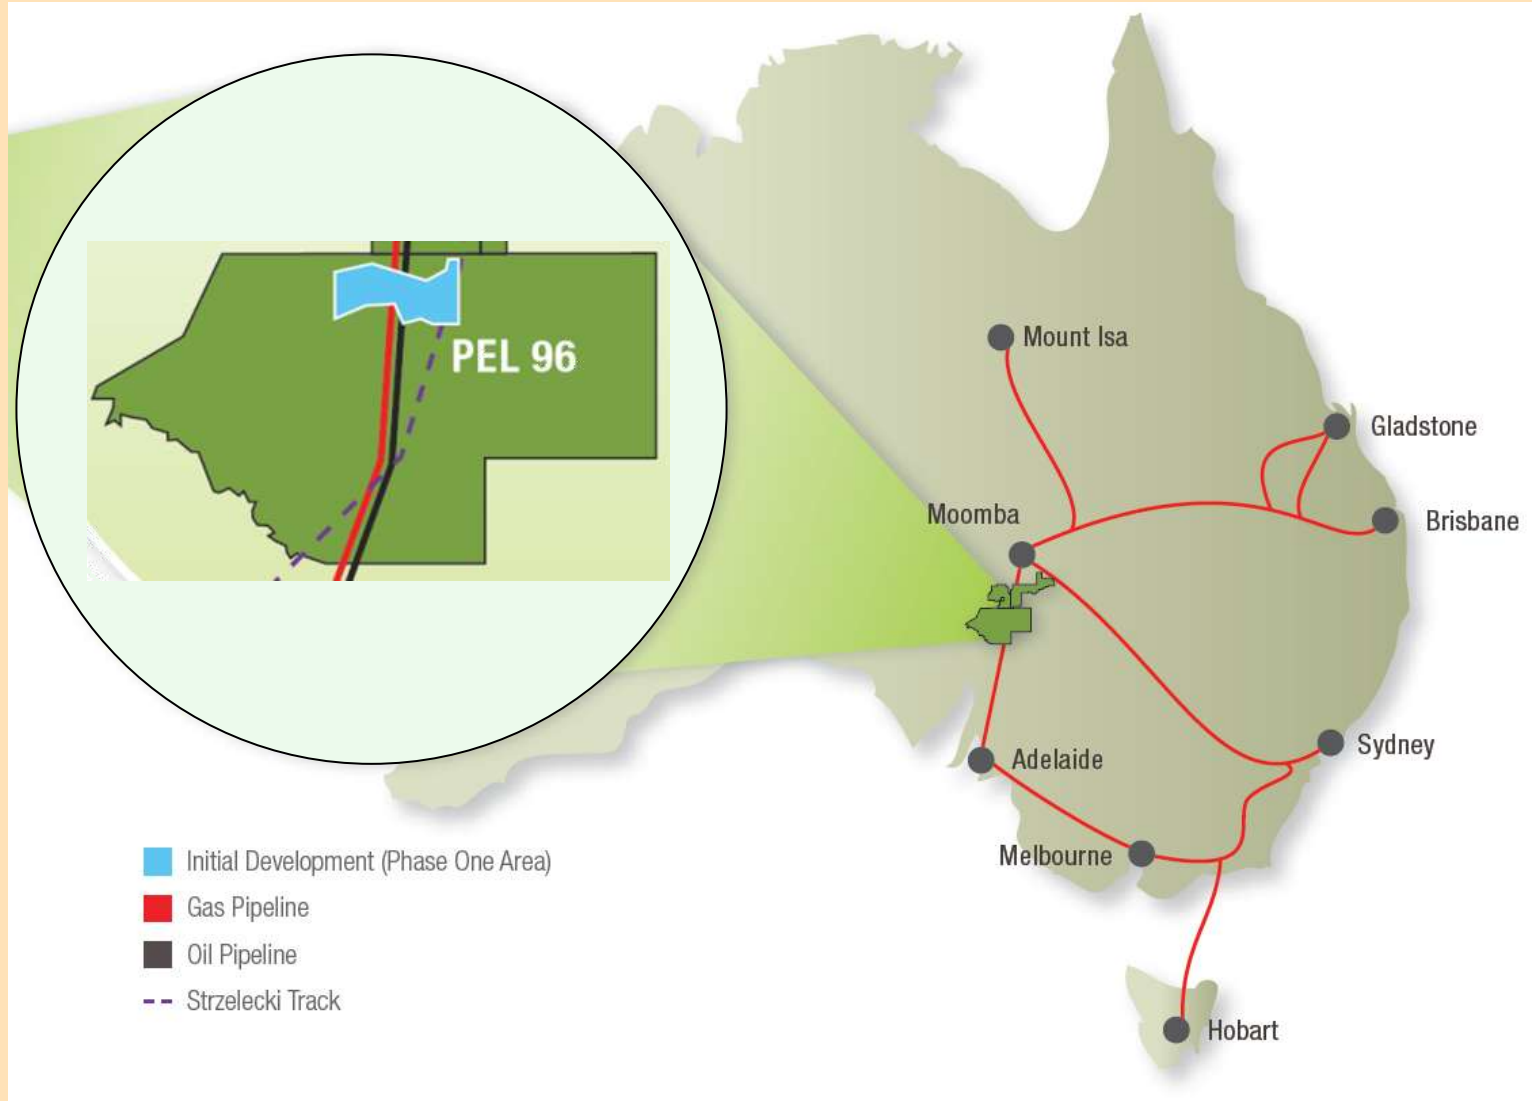 PEL 96
Mount Isa
Gladstone
Moomba
Brisbane
Sydney
Adelaide
Melbourne
Initial Development (Phase One Area)
Gas Pipeline
Oil Pipeline
Strzelecki Track
Hobart